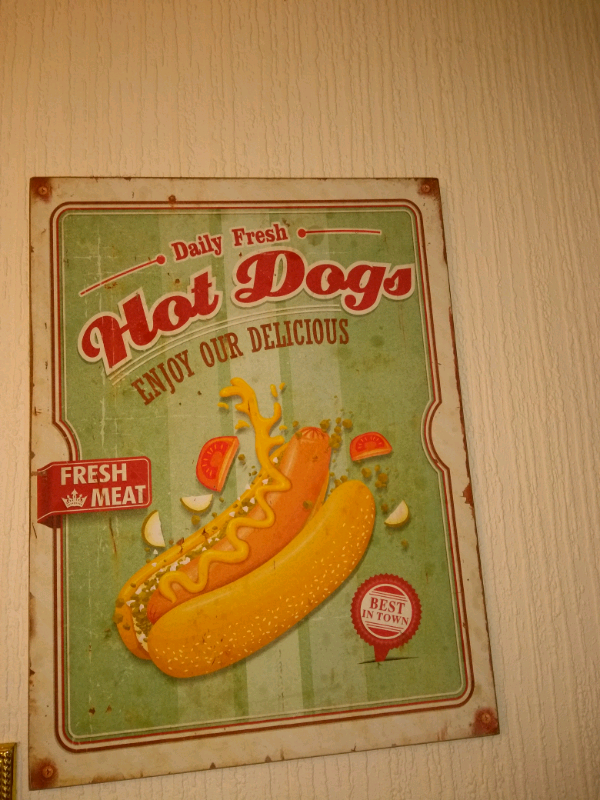 Daily Fresh
Hot Dogs
ENJOY OUR DELICIOUS
FRESH
MEAT
BEST
IN TOWN